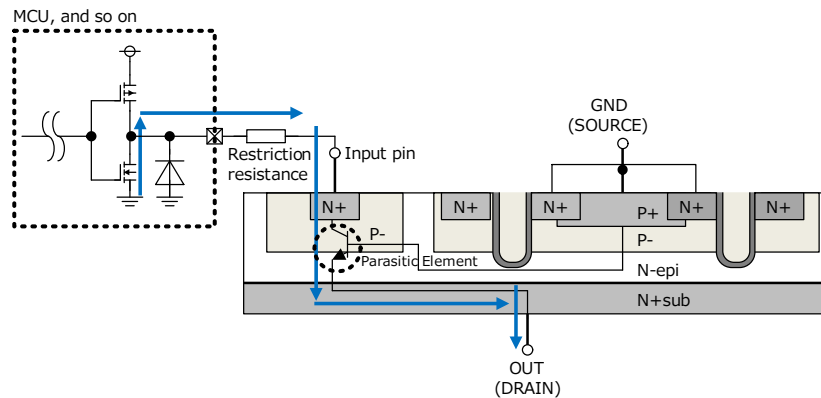 MCU, and so on
Restriction
resistance
Input pin
GND
(SOURCE)
N+
N+
N+
P+
N+
N+
P-
P-
Parasitic Element
N-epi
N+sub
OUT
(DRAIN)